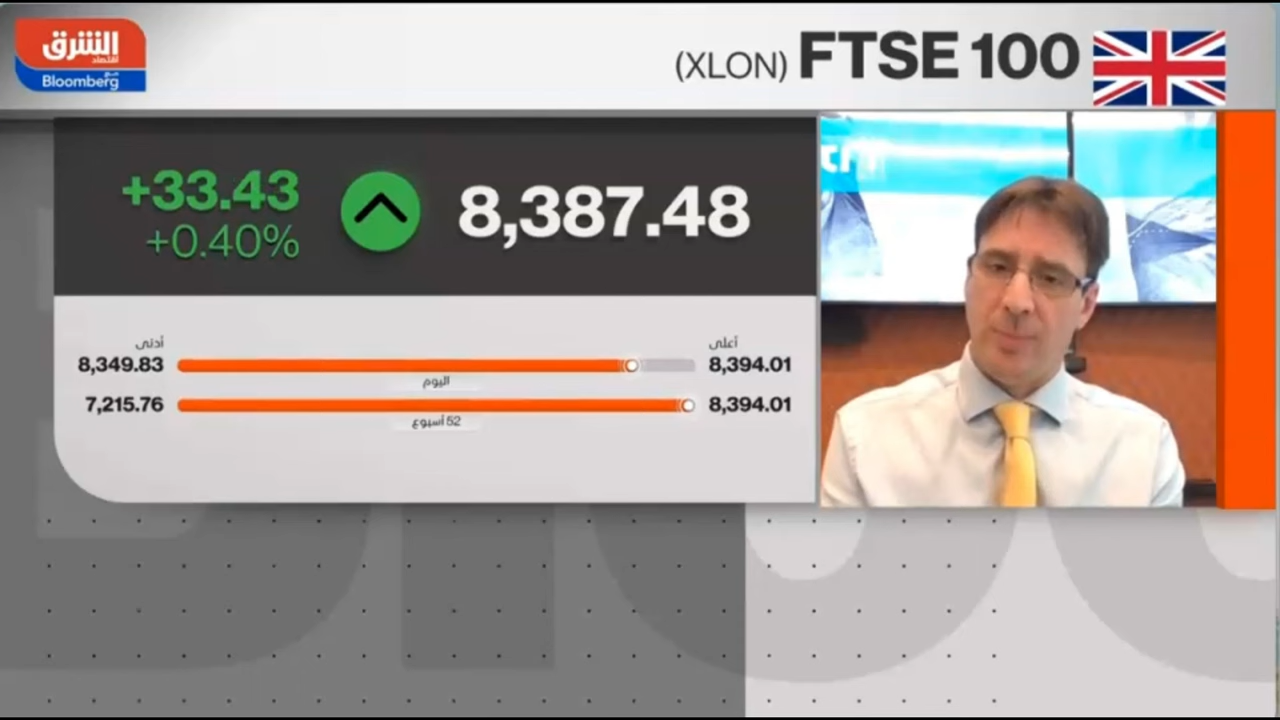 الشرق
اقتصاد
مع
Bloomberg
(XLON) FTSE 100
+33.43
+0.40%
8,387.48
أدنى
أعلى
8,349.83
8,394.01
اليوم
7,215.76
8,394.01
52 أسبوع